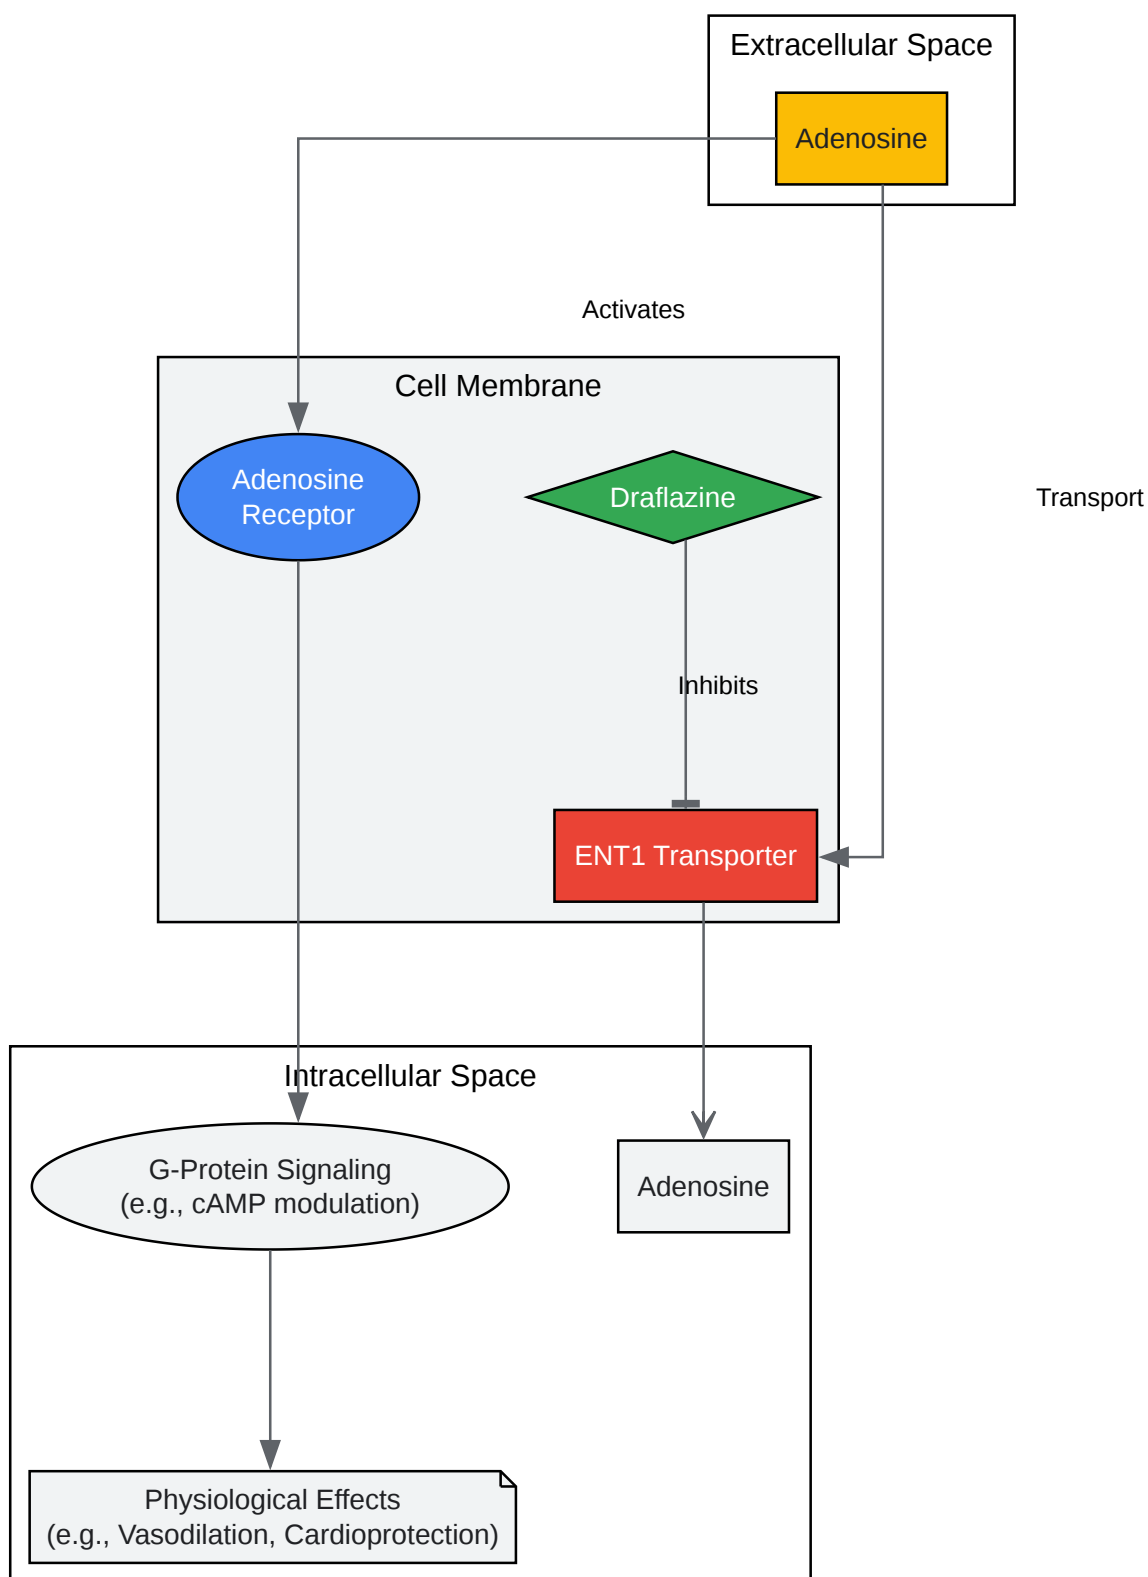 Extracellular Space
Adenosine
Activates
Cell Membrane
Adenosine
Receptor
Draflazine
Transport
Inhibits
ENT1 Transporter
Intracellular Space
G-Protein Signaling
(e.g., cAMP modulation)
Adenosine
Physiological Effects
(e.g., Vasodilation, Cardioprotection)